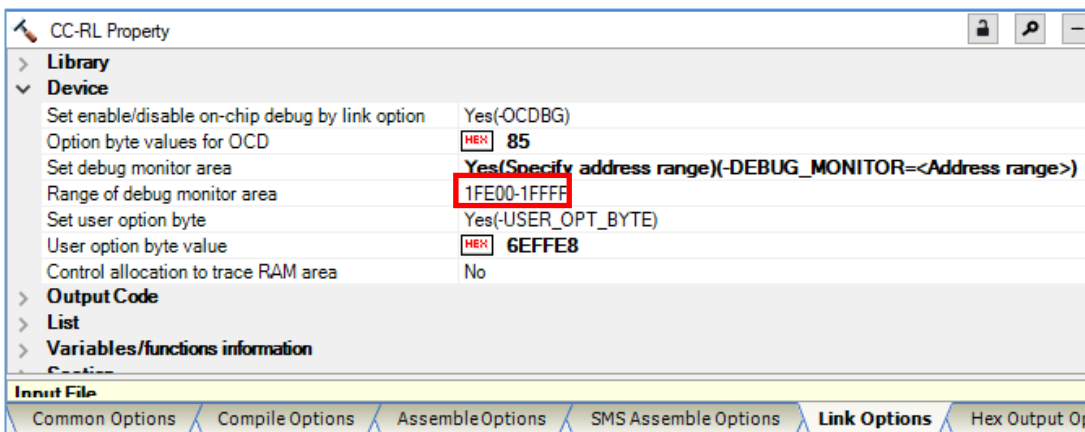 CC-RL Property
Library
Device
Set enable/disable on-chip debug by link option Yes(-OCDBG)
Option byte values for OCD HEX 85
Set debug monitor area Yes(Specify address range)(-DEBUG_MONITOR=<Address range>)
Range of debug monitor area 1FE00-1FFFF
Set user option byte Yes(-USER_OPT_BYTE)
User option byte value HEX 6EFFE8
Control allocation to trace RAM area No
Output Code
List
Variables/functions information
Section
Input File
Common Options Compile Options Assemble Options SMS Assemble Options Link Options Hex Output Op